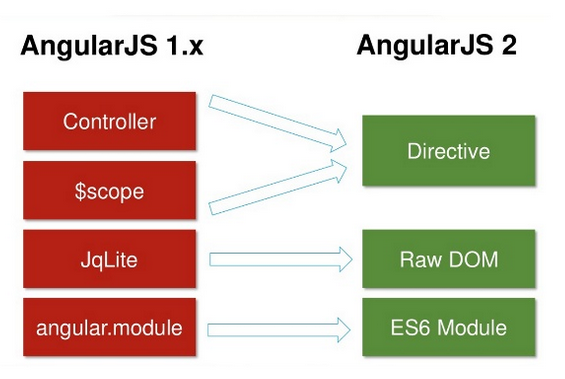 AngularJS 1.x
AngularJS 2
Controller
$scope
JqLite
angular.module
Directive
Raw DOM
ES6 Module